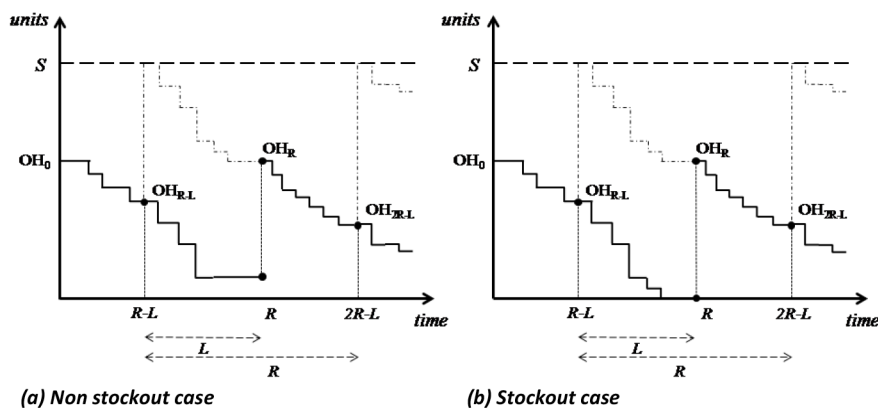 units
S
OH0
OHR-L
OHR
OH2R-L
R-L
R
2R-L
time
L
R
(a) Non stockout case
units
S
OH0
OHR-L
OHR
OH2R-L
R-L
R
2R-L
time
L
R
(b) Stockout case